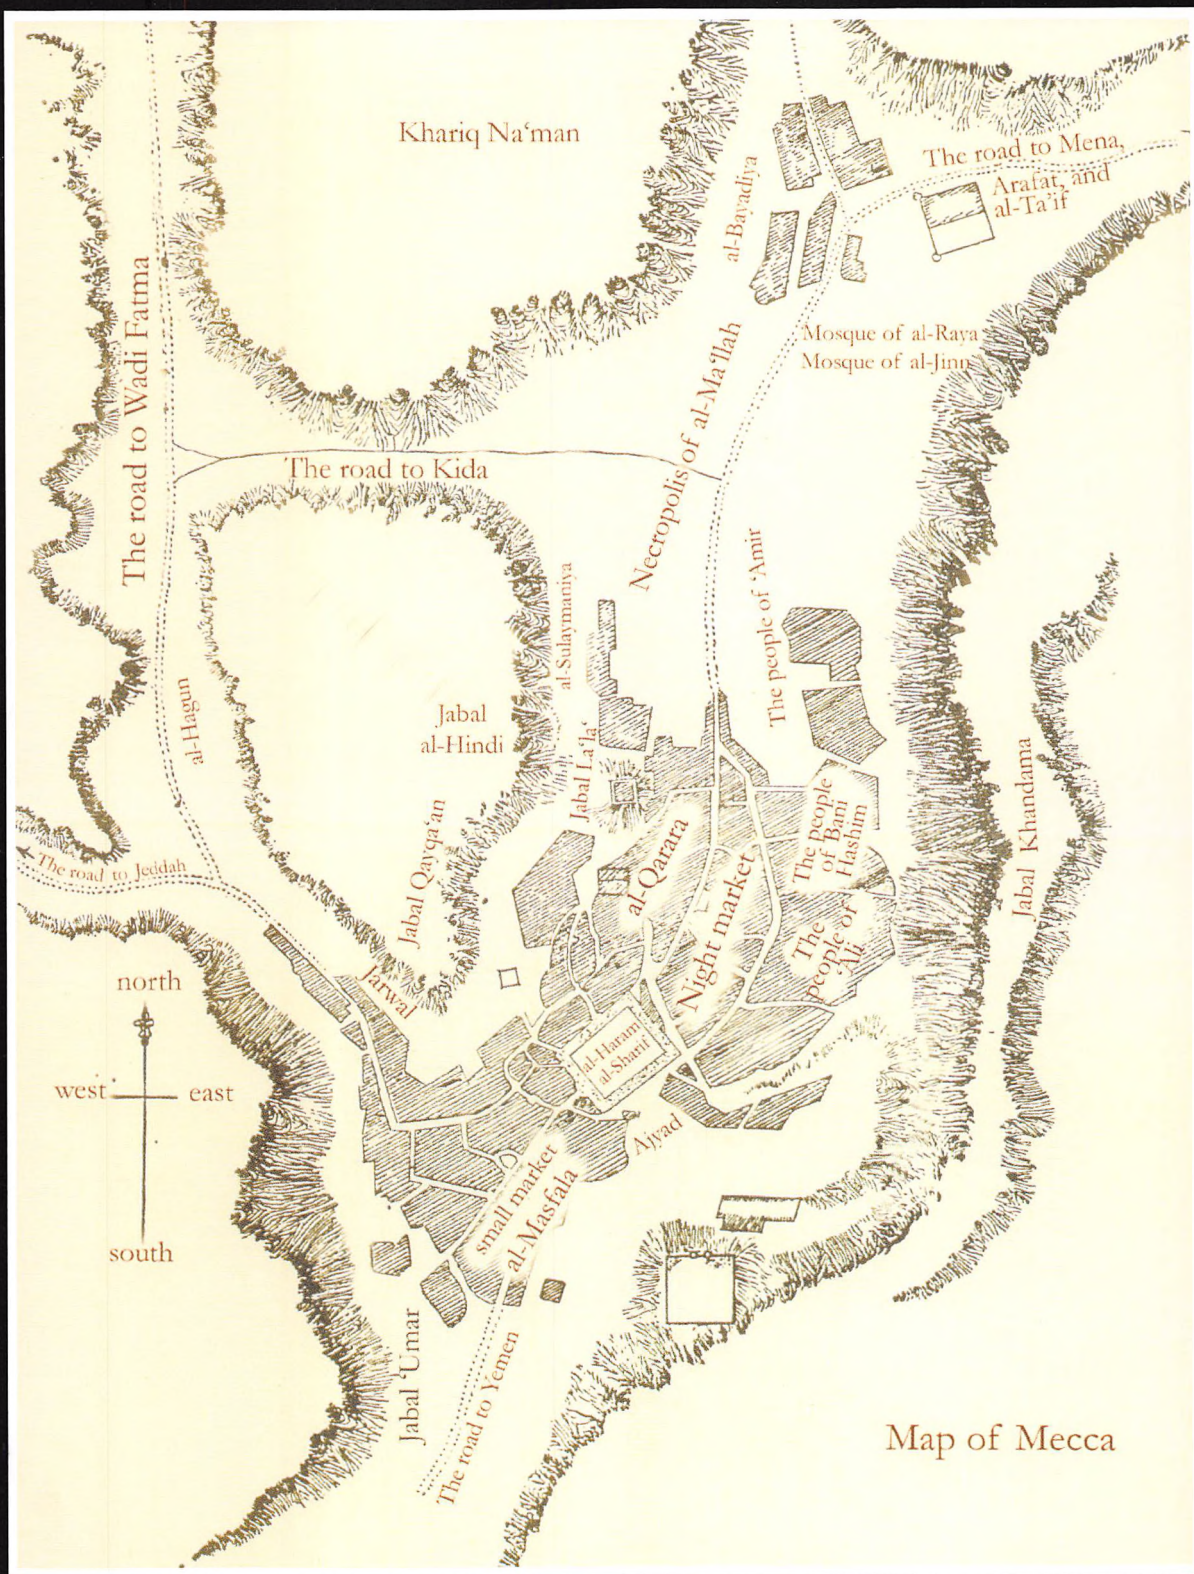 Khariq Na‘man
The road to Mena,
Arafat, and
al-Ta’if
al-Bayadiya
The road to Wadi Fatma
Mosque of al-Raya
Mosque of al-Jinn
Necropolis of al-Ma‘llah
The road to Kida
The people of ‘Amir
al-Sulaymaniya
al-Hagun
Jabal
al-Hindi
Jabal La‘la‘
Jabal Qayqa‘an
al-Qarara
Night market
The people
of Bani
Hashim
The
people of
‘Ali
Jabal Khandama
The road to Jeddah
Jarwal
north
west
east
south
al-Haram
al-Sharif
Ajyad
small market
al-Masfala
Jabal ‘Umar
The road to Yemen
Map of Mecca